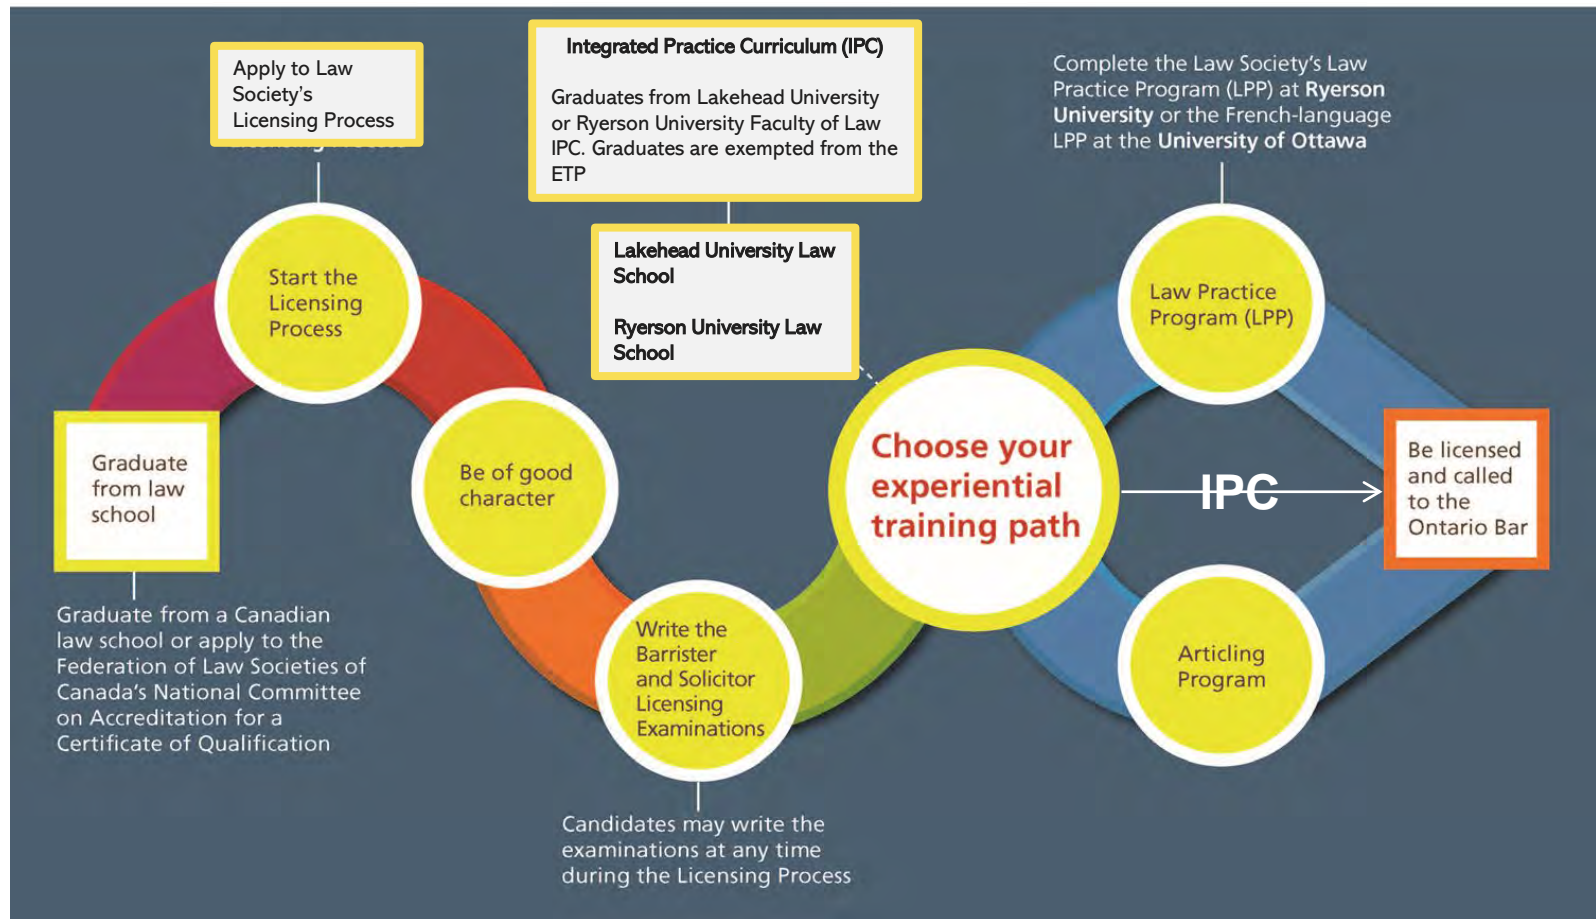 Apply to Law
Society's
Licensing Process
Integrated Practice Curriculum (IPC)
Graduates from Lakehead University
or Ryerson University Faculty of Law
IPC. Graduates are exempted from the
ETP
Complete the Law Society's Law
Practice Program (LPP) at Ryerson
University or the French-language
LPP at the University of Ottawa
Lakehead University Law
School
Ryerson University Law
School
Start the
Licensing
Process
Law Practice
Program (LPP)
Graduate
from law
school
Be of good
character
Choose your
experiential
training path
IPC
Be licensed
and called
to the
Ontario Bar
Graduate from a Canadian
law school or apply to the
Federation of Law Societies of
Canada's National Committee
on Accreditation for a
Certificate of Qualification
Write the
Barrister
and Solicitor
Licensing
Examinations
Articling
Program
Candidates may write the
examinations at any time
during the Licensing Process